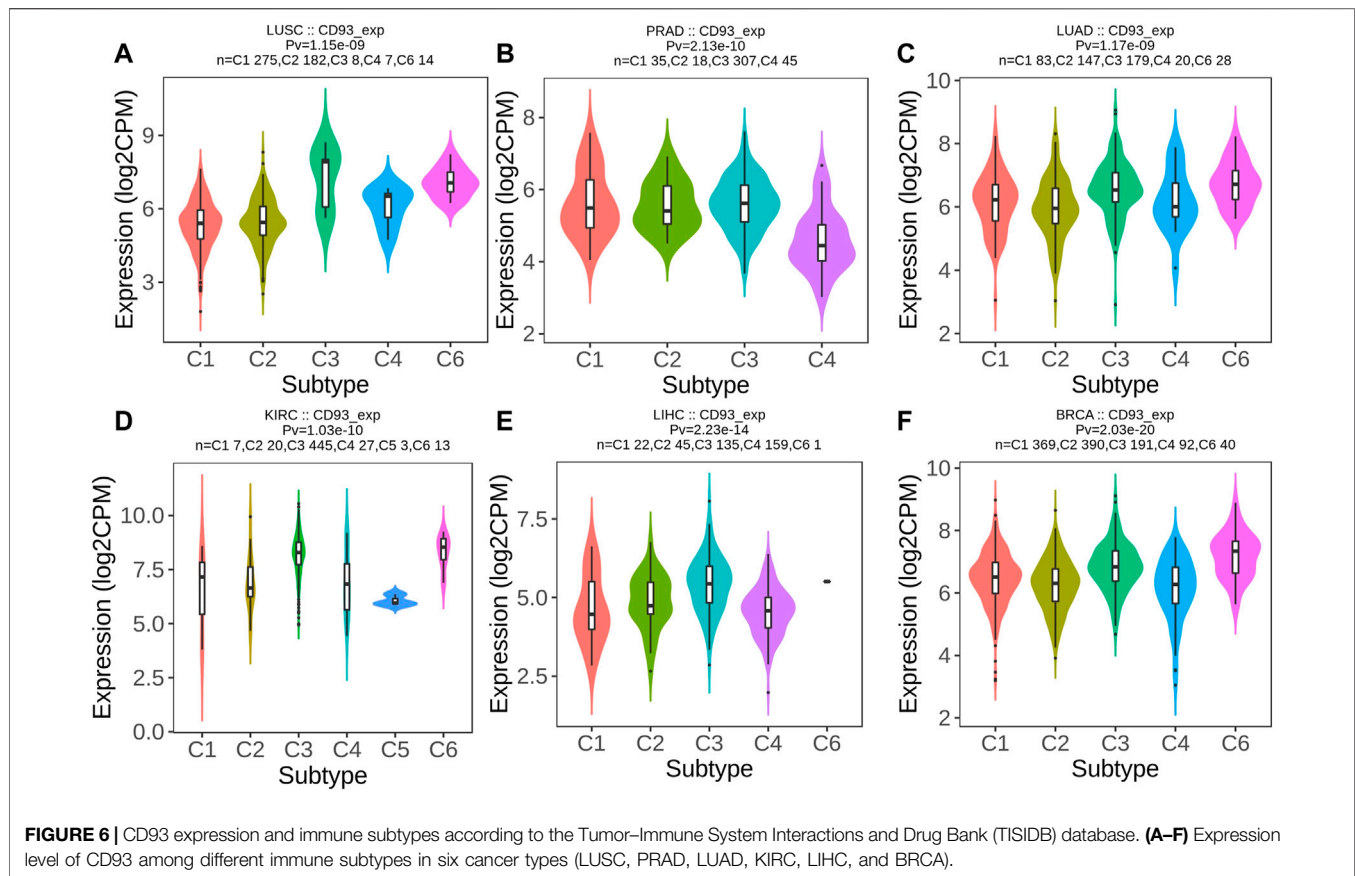 A
LUSC :: CD93_exp
Pv=1.15e-09
n=C1 275,C2 182,C3 8,C4 7,C6 14
Expression (log2CPM)
9
6
3
C1 C2 C3 C4 C6
Subtype
B
PRAD :: CD93_exp
Pv=2.13e-10
n=C1 35,C2 18,C3 307,C4 45
Expression (log2CPM)
8
6
4
2
C1 C2 C3 C4
Subtype
C
LUAD :: CD93_exp
Pv=1.17e-09
n=C1 83,C2 147,C3 179,C4 20,C6 28
Expression (log2CPM)
10
8
6
4
2
C1 C2 C3 C4 C6
Subtype
D
KIRC :: CD93_exp
Pv=1.03e-10
n=C1 7,C2 20,C3 445,C4 27,C5 3,C6 13
Expression (log2CPM)
10.0
7.5
5.0
2.5
0.0
C1 C2 C3 C4 C5 C6
Subtype
E
LIHC :: CD93_exp
Pv=2.23e-14
n=C1 22,C2 45,C3 135,C4 159,C6 1
Expression (log2CPM)
7.5
5.0
2.5
C1 C2 C3 C4 C6
Subtype
F
BRCA :: CD93_exp
Pv=2.03e-20
n=C1 369,C2 390,C3 191,C4 92,C6 40
Expression (log2CPM)
10
8
6
4
2
C1 C2 C3 C4 C6
Subtype
FIGURE 6 | CD93 expression and immune subtypes according to the Tumor–Immune System Interactions and Drug Bank (TISIDB) database. (A–F) Expression
level of CD93 among different immune subtypes in six cancer types (LUSC, PRAD, LUAD, KIRC, LIHC, and BRCA).